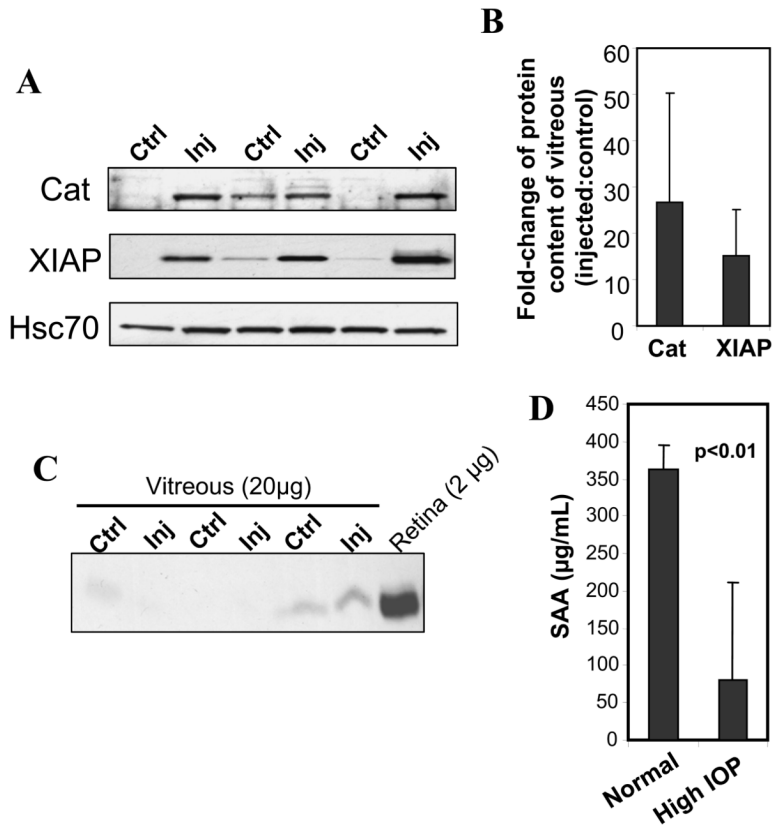 A
Ctrl Inj Ctrl Inj Ctrl Inj
Cat
XIAP
Hsc70
B
Fold-change of protein
content of vitreous
(injected:control)
60
50
40
30
20
10
0
Cat XIAP
C
Vitreous (20µg)
Ctrl Inj Ctrl Inj Ctrl Inj Retina (2 µg)
D
SAA (µg/mL)
450
400
350
300
250
200
150
100
50
0
p<0.01
Normal High IOP